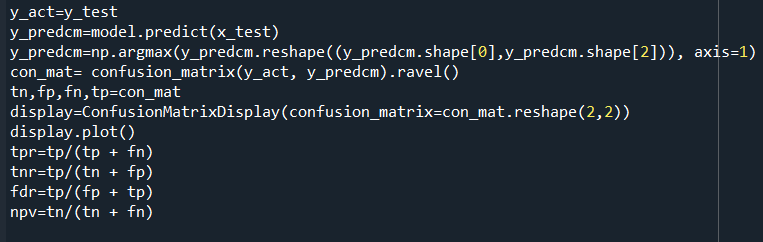 y_act=y_test
y_predcm=model.predict(x_test)
y_predcm=np.argmax(y_predcm.reshape((y_predcm.shape[0],y_predcm.shape[2])), axis=1)
con_mat= confusion_matrix(y_act, y_predcm).ravel()
tn,fp,fn,tp=con_mat
display=ConfusionMatrixDisplay(confusion_matrix=con_mat.reshape(2,2))
display.plot()
tpr=tp/(tp + fn)
tnr=tn/(tn + fp)
fdr=tp/(fp + tp)
npv=tn/(tn + fn)